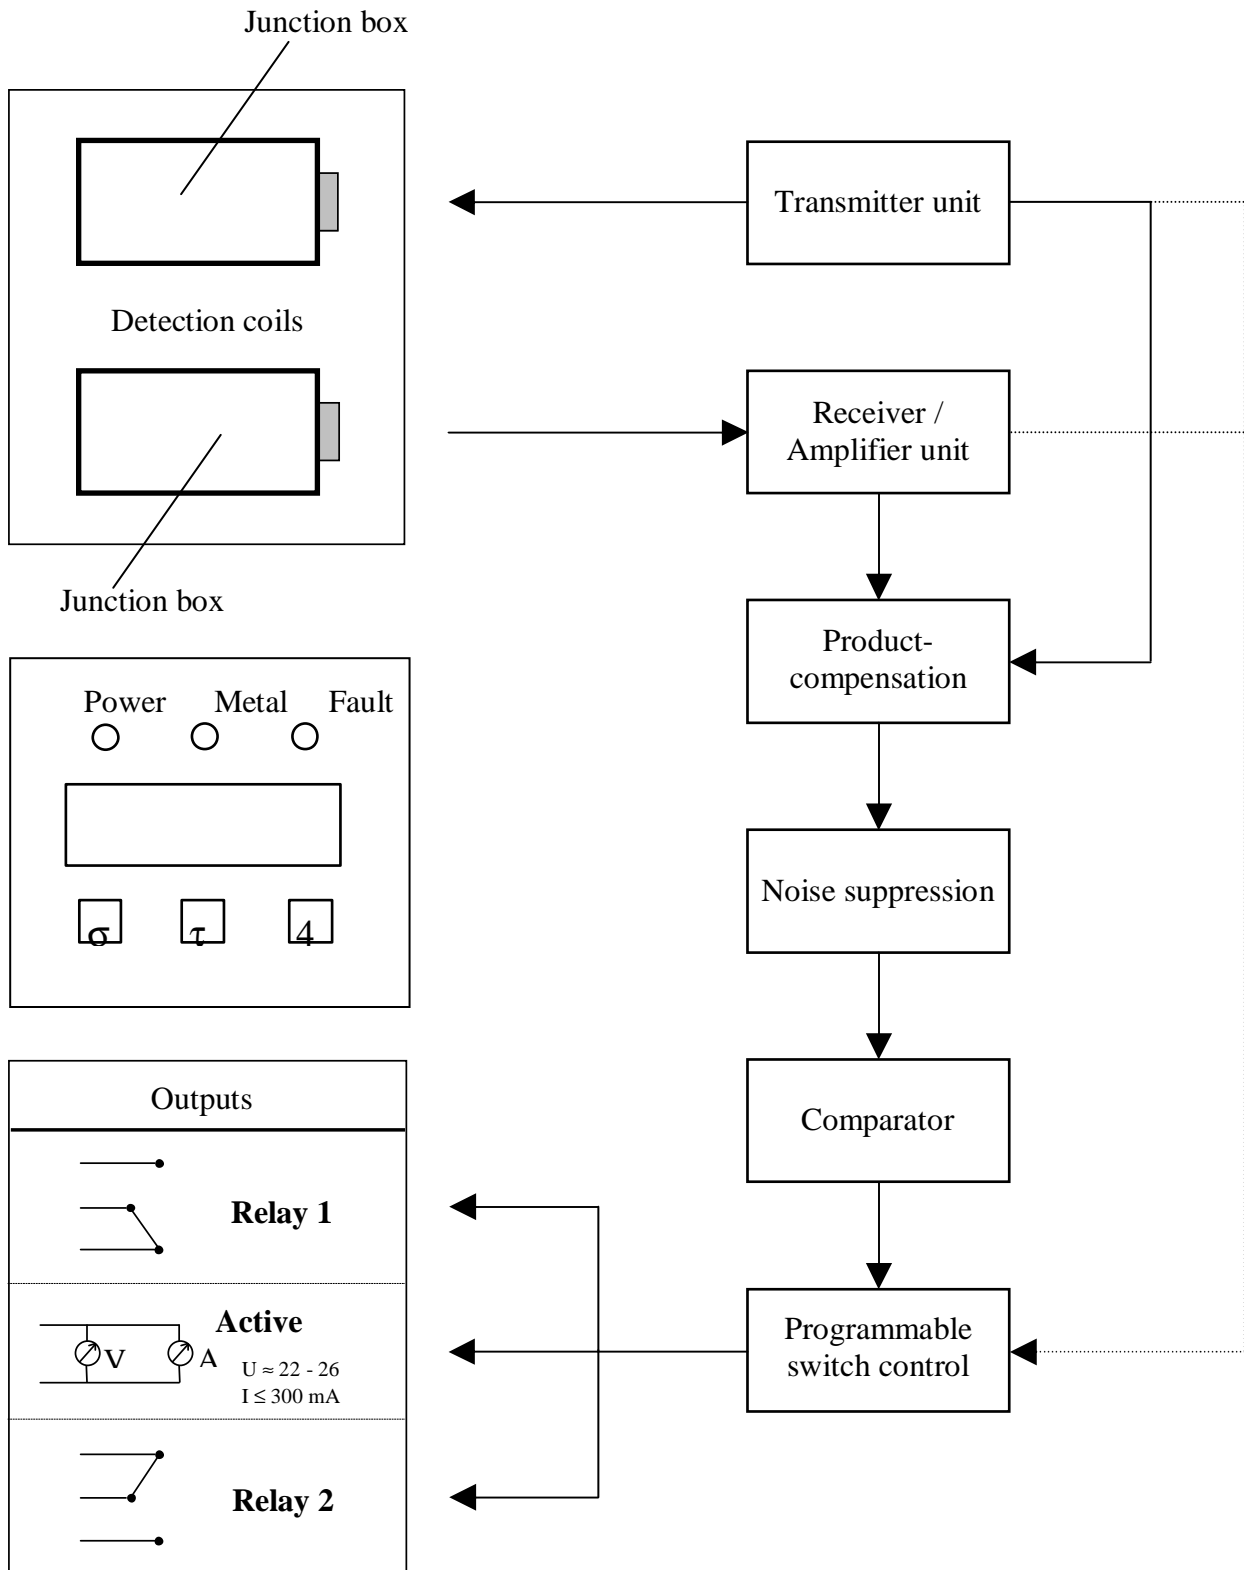 Junction box
Transmitter unit
Detection coils
Receiver /
Amplifier unit
Junction box
Product-
compensation
Power Metal Fault
Noise suppression
σ τ 4
Outputs
Comparator
Relay 1
Active
V A
U ≈ 22 - 26
I ≤ 300 mA
Programmable
switch control
Relay 2